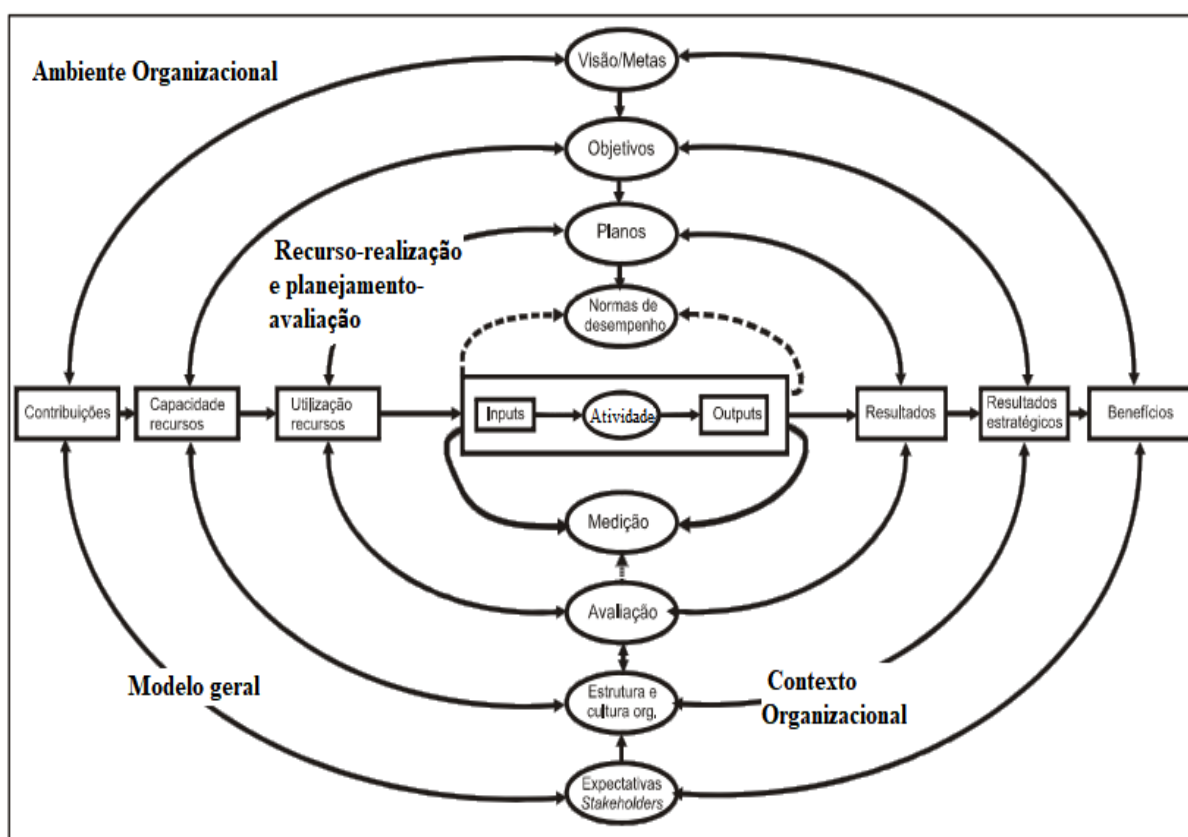 Visão/Metas
Ambiente Organizacional
Objetivos
Planos
Recurso-realização
e planejamento-
avaliação
Normas de
desempenho
Contribuições
Capacidade
recursos
Utilização
recursos
Inputs
Atividade
Outputs
Resultados
Resultados
estratégicos
Benefícios
Medição
Avaliação
Modelo geral
Estrutura e
cultura org.
Contexto
Organizacional
Expectativas
Stakeholders